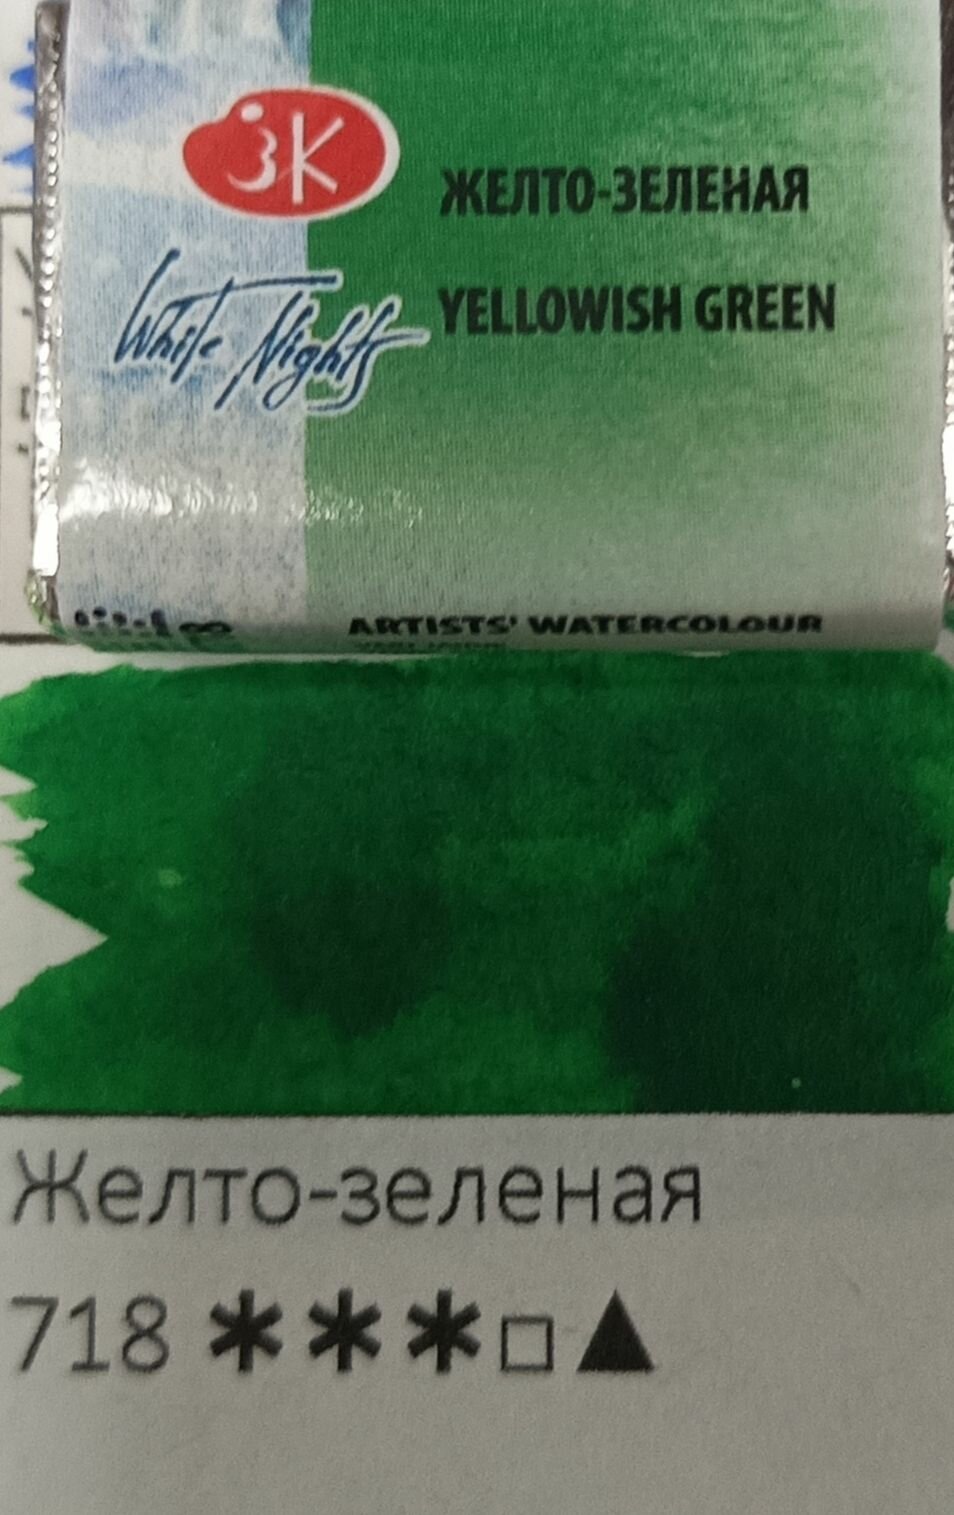 ЗК
ЖЕЛТО-ЗЕЛЕНАЯ
White Nights
YELLOWISH GREEN
ARTISTS' WATERCOLOUR
Желто-зеленая
718 ***□▲